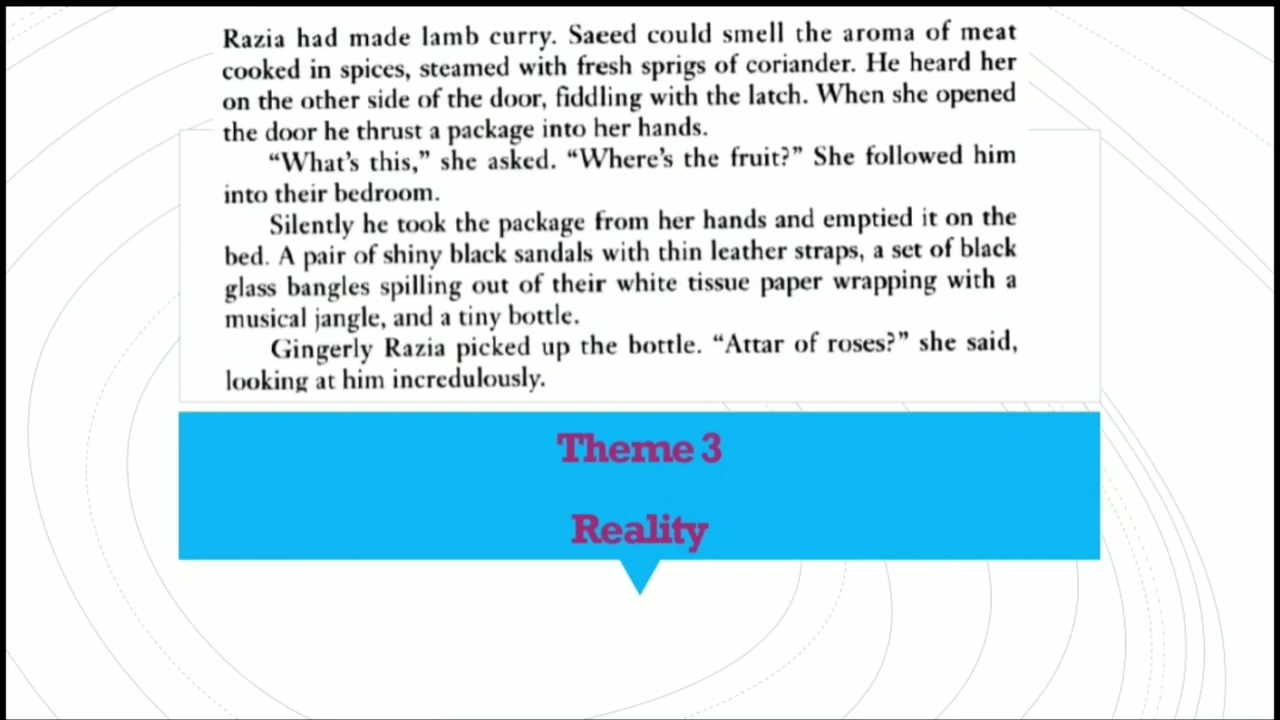 Razia had made lamb curry. Saeed could smell the aroma of meat
cooked in spices, steamed with fresh sprigs of coriander. He heard her
on the other side of the door, fiddling with the latch. When she opened
the door he thrust a package into her hands.
“What’s this,” she asked. “Where’s the fruit?” She followed him
into their bedroom.
Silently he took the package from her hands and emptied it on the
bed. A pair of shiny black sandals with thin leather straps, a set of black
glass bangles spilling out of their white tissue paper wrapping with a
musical jangle, and a tiny bottle.
Gingerly Razia picked up the bottle. “Attar of roses?” she said,
looking at him incredulously.
Theme 3
Reality